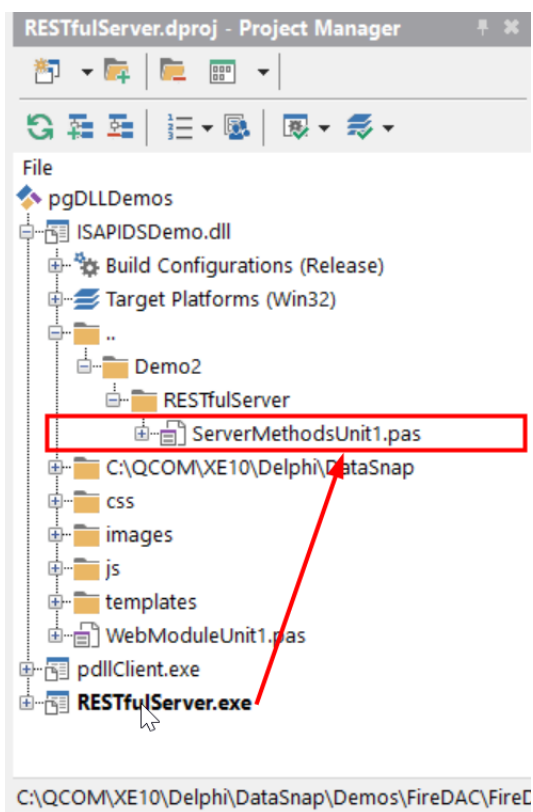 RESTfulServer.dproj - Project Manager
File
pgDLLDemos
ISAPIDSDemo.dll
Build Configurations (Release)
Target Platforms (Win32)
..
Demo2
RESTfulServer
ServerMethodsUnit1.pas
C:\QCOM\XE10\Delphi\DataSnap
css
images
js
templates
WebModuleUnit1.pas
pdllClient.exe
RESTfulServer.exe
C:\QCOM\XE10\Delphi\DataSnap\Demos\FireDAC\FireD